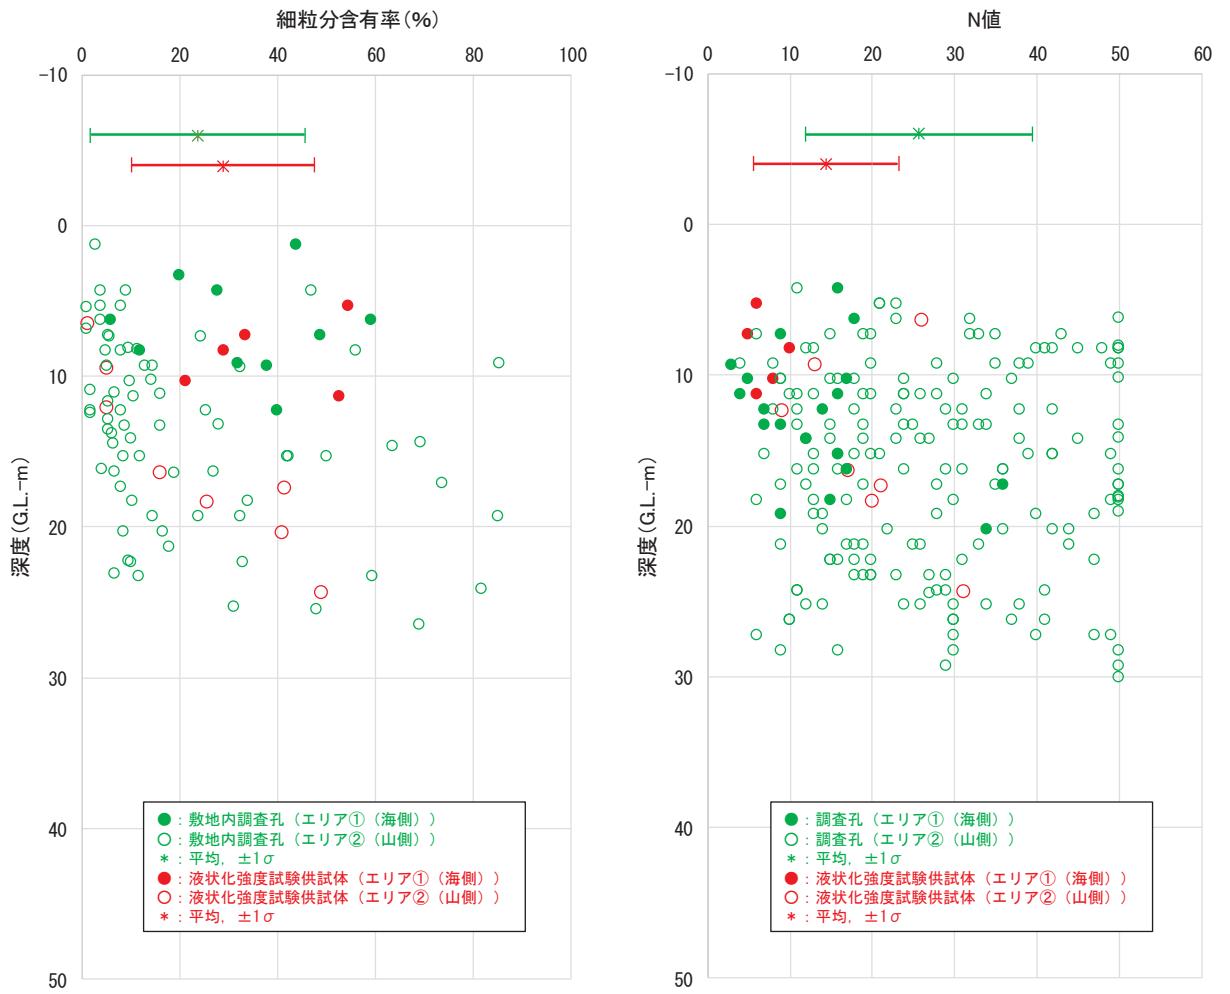 細粒分含有率（%）
0 20 40 60 80 100
-10
0
10
20
30
40
50
深度（G.L.-m）
●：敷地内調査孔（エリア①（海側））
○：敷地内調査孔（エリア②（山側））
＊：平均，±1σ
●：液状化強度試験供試体（エリア①（海側））
○：液状化強度試験供試体（エリア②（山側））
＊：平均，±1σ
N値
0 10 20 30 40 50 60
-10
0
10
20
30
40
50
深度（G.L.-m）
●：調査孔（エリア①（海側））
○：調査孔（エリア②（山側））
＊：平均，±1σ
●：液状化強度試験供試体（エリア①（海側））
○：液状化強度試験供試体（エリア②（山側））
＊：平均，±1σ